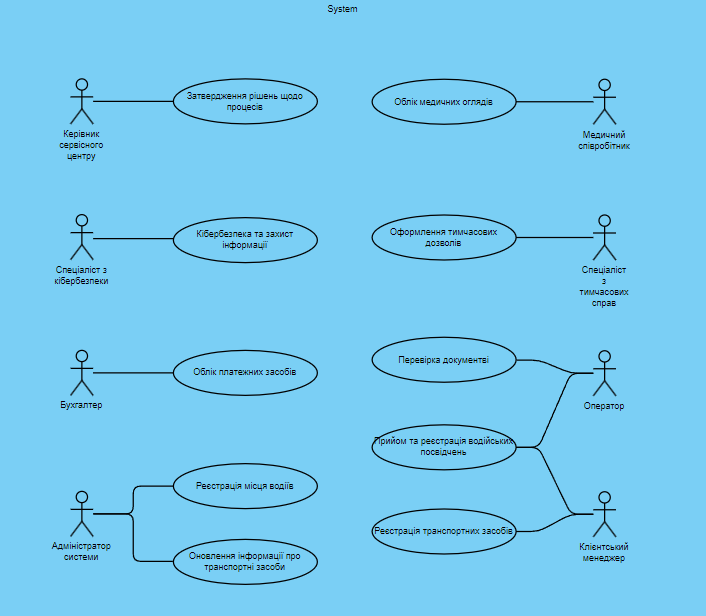 System
Затвердження рішень щодо
процесів
Облік медичних оглядів
Керівник
сервісного
центру
Медичний
співробітник
Кібербезпека та захист
інформації
Оформлення тимчасових
дозволів
Спеціаліст з
кібербезпеки
Спеціаліст
з
тимчасових
справ
Облік платежних засобів
Перевірка документві
Бухгалтер
Оператор
Прийом та реєстрація водійських
посвідчень
Реєстрація місця водіїв
Реєстрація транспортних засобів
Адміністратор
системи
Оновлення інформації про
транспортні засоби
Клієнтський
менеджер